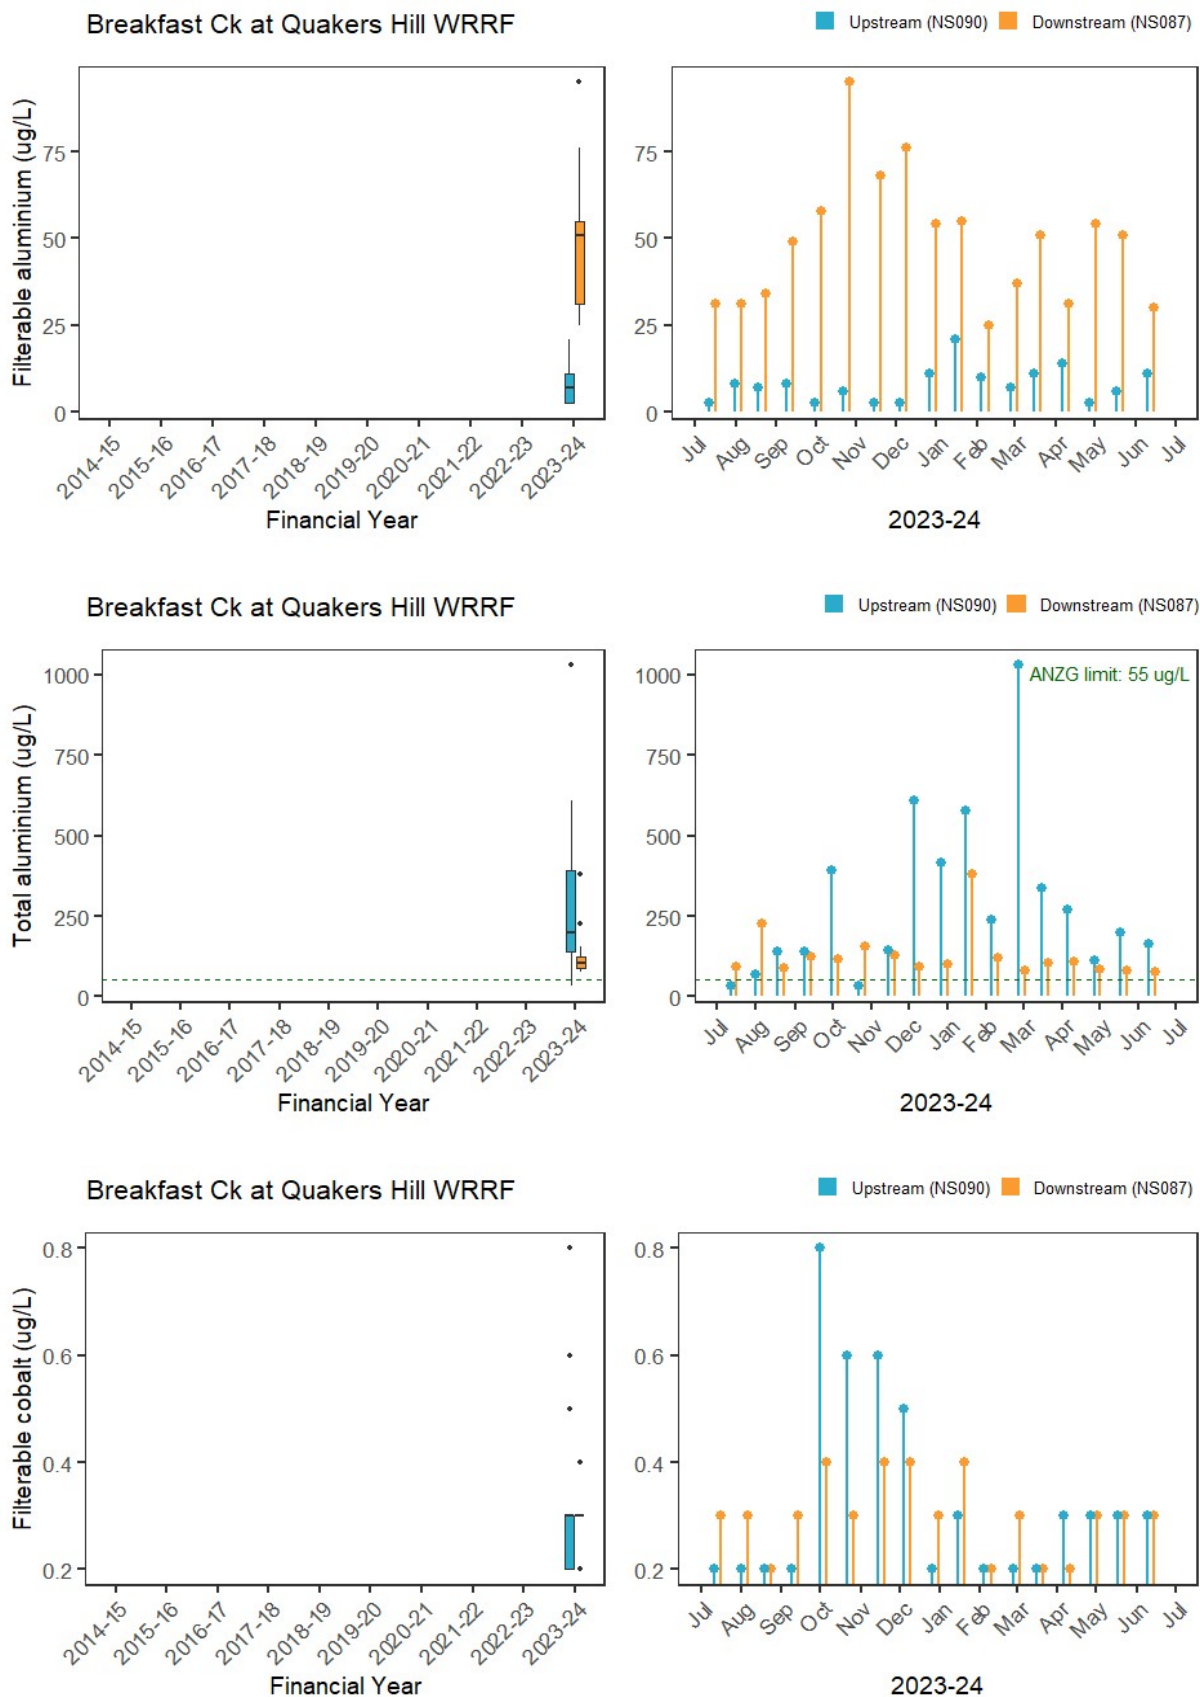 Breakfast Ck at Quakers Hill WRRF
Upstream (NS090) Downstream (NS087)
Filterable aluminium (ug/L)
75
50
25
0
2014-15 2015-16 2016-17 2017-18 2018-19 2019-20 2020-21 2021-22 2022-23 2023-24
Financial Year
75
50
25
0
Jul Aug Sep Oct Nov Dec Jan Feb Mar Apr May Jun Jul
2023-24
Breakfast Ck at Quakers Hill WRRF
Upstream (NS090) Downstream (NS087)
Total aluminium (ug/L)
1000
750
500
250
0
2014-15 2015-16 2016-17 2017-18 2018-19 2019-20 2020-21 2021-22 2022-23 2023-24
Financial Year
1000
750
500
250
0
ANZG limit: 55 ug/L
Jul Aug Sep Oct Nov Dec Jan Feb Mar Apr May Jun Jul
2023-24
Breakfast Ck at Quakers Hill WRRF
Upstream (NS090) Downstream (NS087)
Filterable cobalt (ug/L)
0.8
0.6
0.4
0.2
2014-15 2015-16 2016-17 2017-18 2018-19 2019-20 2020-21 2021-22 2022-23 2023-24
Financial Year
0.8
0.6
0.4
0.2
Jul Aug Sep Oct Nov Dec Jan Feb Mar Apr May Jun Jul
2023-24